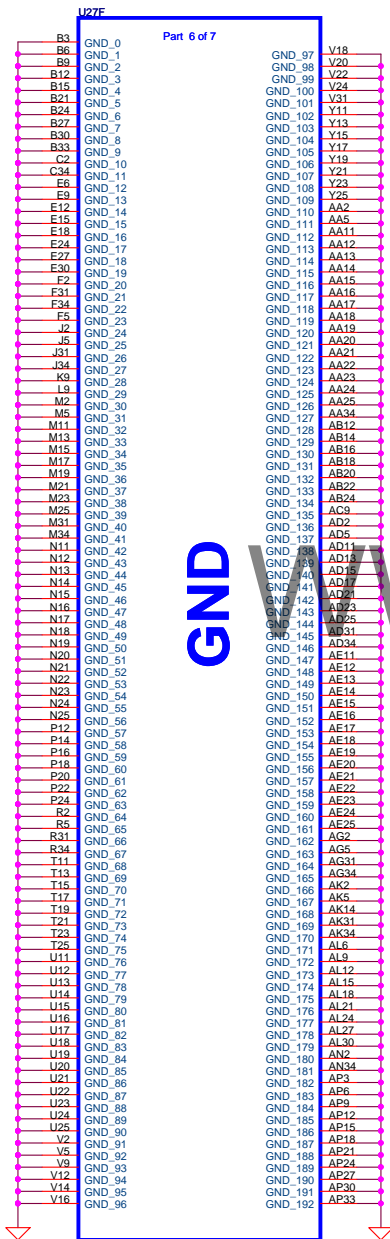 U27F
Part 6 of 7
B3 GND_0
B6 GND_1
B9 GND_2
B12 GND_3
B15 GND_4
B21 GND_5
B24 GND_6
B27 GND_7
B30 GND_8
B33 GND_9
C2 GND_10
C34 GND_11
E6 GND_12
E9 GND_13
E12 GND_14
E15 GND_15
E18 GND_16
E24 GND_17
E27 GND_18
E30 GND_19
F2 GND_20
F31 GND_21
F34 GND_22
F5 GND_23
J2 GND_24
J5 GND_25
J31 GND_26
J34 GND_27
K9 GND_28
L9 GND_29
M2 GND_30
M5 GND_31
M11 GND_32
M13 GND_33
M15 GND_34
M17 GND_35
M19 GND_36
M21 GND_37
M23 GND_38
M25 GND_39
M31 GND_40
M34 GND_41
N11 GND_42
N12 GND_43
N13 GND_44
N14 GND_45
N15 GND_46
N16 GND_47
N17 GND_48
N18 GND_49
N19 GND_50
N20 GND_51
N21 GND_52
N22 GND_53
N23 GND_54
N24 GND_55
N25 GND_56
P12 GND_57
P14 GND_58
P16 GND_59
P18 GND_60
P20 GND_61
P22 GND_62
P24 GND_63
R2 GND_64
R5 GND_65
R31 GND_66
R34 GND_67
T11 GND_68
T13 GND_69
T15 GND_70
T17 GND_71
T19 GND_72
T21 GND_73
T23 GND_74
T25 GND_75
U11 GND_76
U12 GND_77
U13 GND_78
U14 GND_79
U15 GND_80
U16 GND_81
U17 GND_82
U18 GND_83
U19 GND_84
U20 GND_85
U21 GND_86
U22 GND_87
U23 GND_88
U24 GND_89
U25 GND_90
V2 GND_91
V5 GND_92
V9 GND_93
V12 GND_94
V14 GND_95
V16 GND_96
GND
GND_97 V18
GND_98 V20
GND_99 V22
GND_100 V24
GND_101 V31
GND_102 Y11
GND_103 Y13
GND_104 Y15
GND_105 Y17
GND_106 Y19
GND_107 Y21
GND_108 Y23
GND_109 Y25
GND_110 AA2
GND_111 AA5
GND_112 AA11
GND_113 AA12
GND_114 AA13
GND_115 AA14
GND_116 AA15
GND_117 AA16
GND_118 AA17
GND_119 AA18
GND_120 AA19
GND_121 AA20
GND_122 AA21
GND_123 AA22
GND_124 AA23
GND_125 AA24
GND_126 AA25
GND_127 AA34
GND_128 AB12
GND_129 AB14
GND_130 AB16
GND_131 AB18
GND_132 AB20
GND_133 AB22
GND_134 AB24
GND_135 AC9
GND_136 AD2
GND_137 AD5
GND_138 AD11
GND_139 AD13
GND_140 AD15
GND_141 AD17
GND_142 AD21
GND_143 AD23
GND_144 AD25
GND_145 AD31
GND_146 AD34
GND_147 AE11
GND_148 AE12
GND_149 AE13
GND_150 AE14
GND_151 AE15
GND_152 AE16
GND_153 AE17
GND_154 AE18
GND_155 AE19
GND_156 AE20
GND_157 AE21
GND_158 AE22
GND_159 AE23
GND_160 AE24
GND_161 AE25
GND_162 AG2
GND_163 AG5
GND_164 AG31
GND_165 AG34
GND_166 AK2
GND_167 AK5
GND_168 AK14
GND_169 AK31
GND_170 AK34
GND_171 AL6
GND_172 AL9
GND_173 AL12
GND_174 AL15
GND_175 AL18
GND_176 AL21
GND_177 AL24
GND_178 AL27
GND_179 AL30
GND_180 AN2
GND_181 AN34
GND_182 AP3
GND_183 AP6
GND_184 AP9
GND_185 AP12
GND_186 AP15
GND_187 AP18
GND_188 AP21
GND_189 AP24
GND_190 AP27
GND_191 AP30
GND_192 AP33